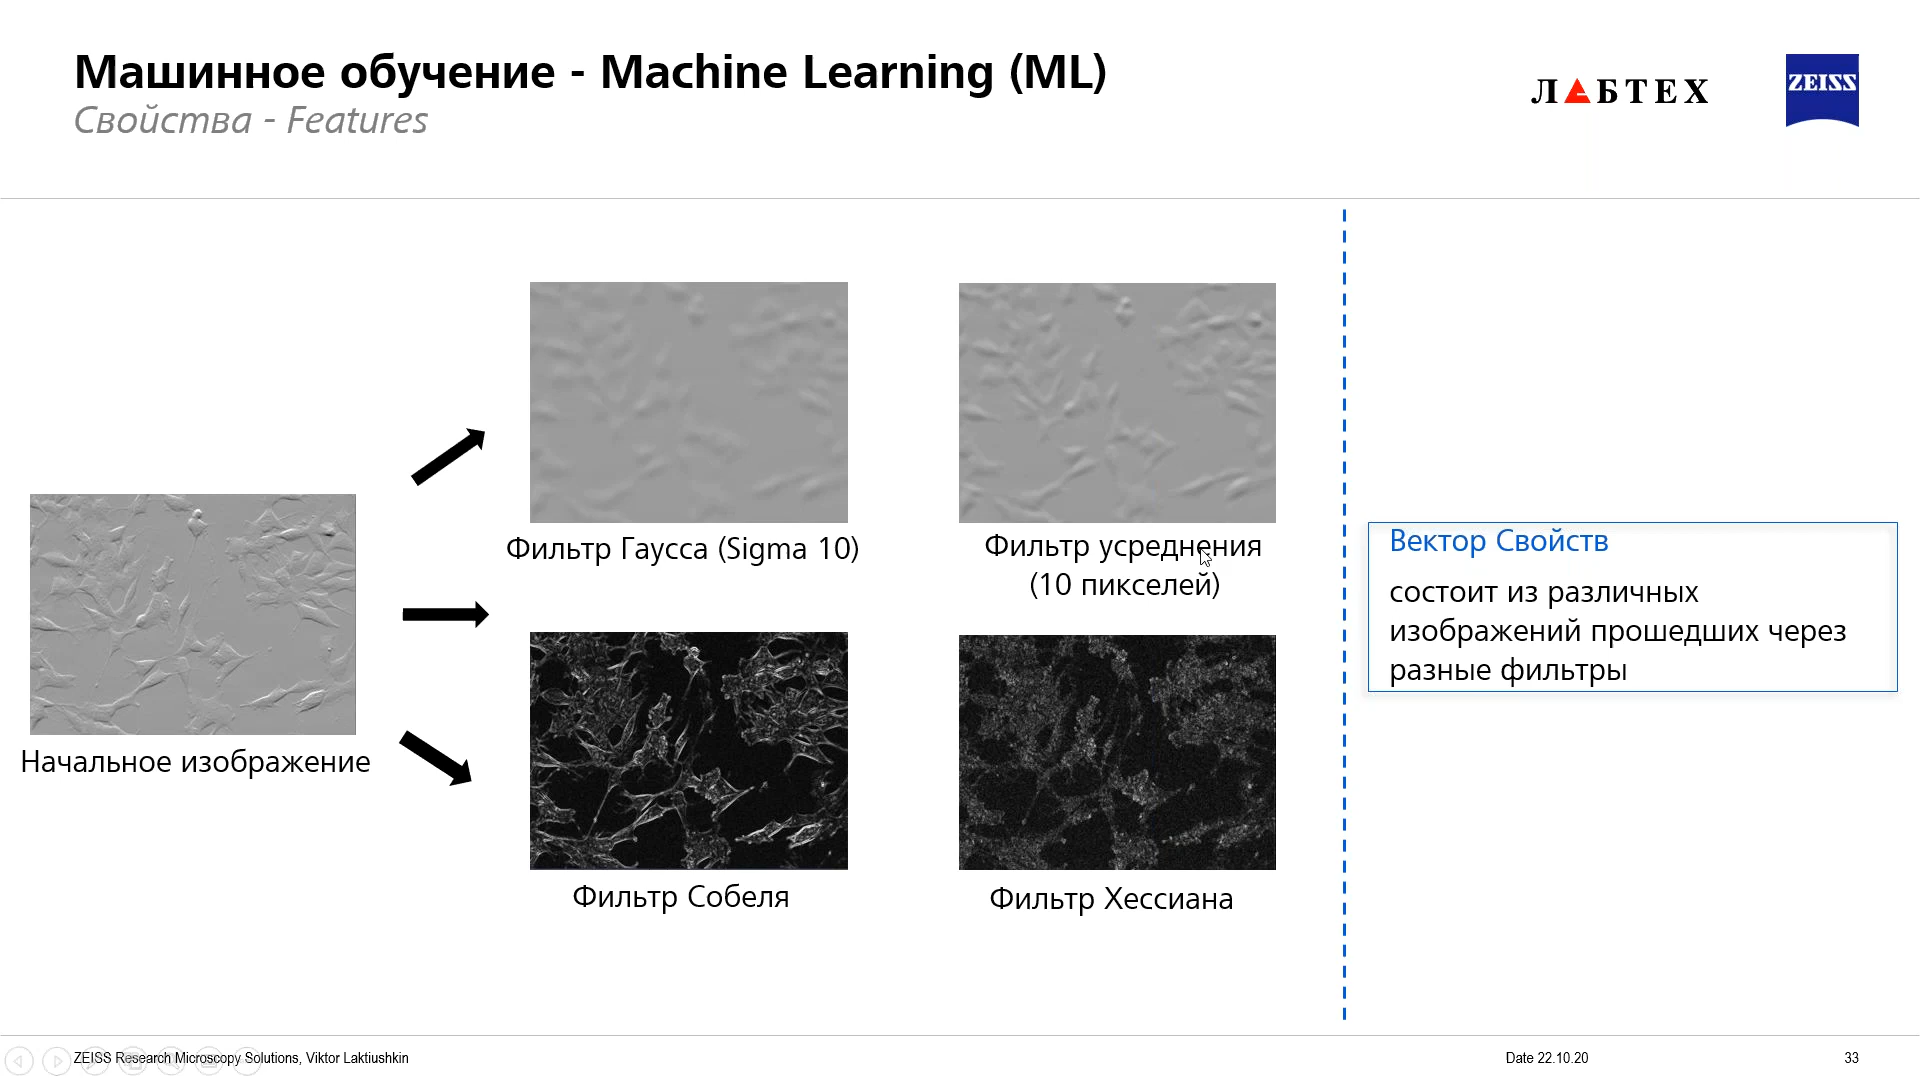 Машинное обучение - Machine Learning (ML)
Свойства - Features
ЛАБТЕХ
ZEISS
Фильтр Гаусса (Sigma 10)
Фильтр усреднения
(10 пикселей)
Начальное изображение
Фильтр Собеля
Фильтр Хессиана
Вектор Свойств
состоит из различных
изображений прошедших через
разные фильтры
ZEISS Research Microscopy Solutions, Viktor Laktiushkin
Date 22.10.20
33